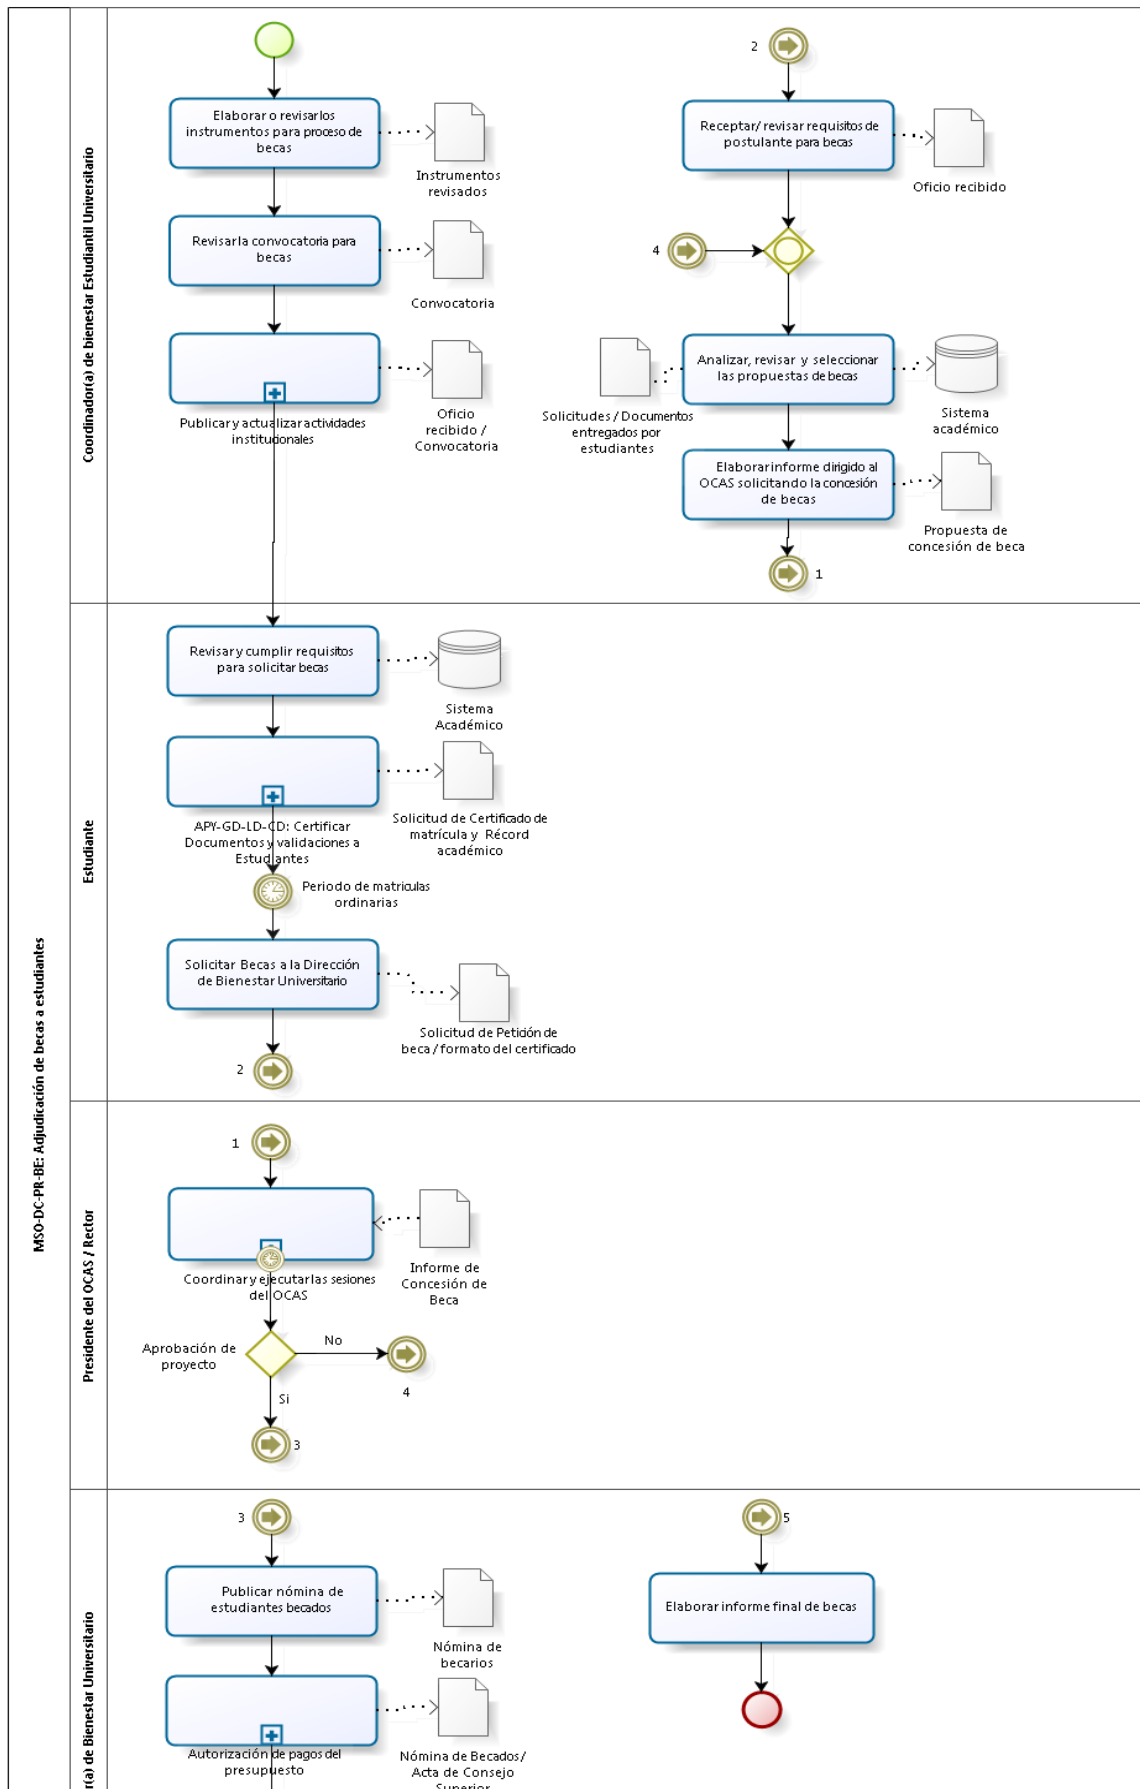 MSO-DC-PR-BE: Adjudicación de becas a estudiantes
Coordinador(a) de bienestar Estudiantil Universitario
Elaborar o revisar los
instrumentos para proceso de
becas
Instrumentos
revisados
Revisar la convocatoria para
becas
Convocatoria
Publicar y actualizar actividades
institucionales
Oficio
recibido /
Convocatoria
2
Receptar/ revisar requisitos de
postulante para becas
Oficio recibido
4
Analizar, revisar y seleccionar
las propuestas de becas
Solicitudes / Documentos
entregados por
estudiantes
Sistema
académico
Elaborar informe dirigido al
OCAS solicitando la concesión
de becas
Propuesta de
concesión de beca
1
Estudiante
Revisar y cumplir requisitos
para solicitar becas
Sistema
Académico
APY-GD-LD-CD: Certificar
Documentos y validaciones a
Estudiantes
Solicitud de Certificado de
matrícula y Récord
académico
Periodo de matriculas
ordinarias
Solicitar Becas a la Dirección
de Bienestar Universitario
Solicitud de Petición de
beca / formato del certificado
2
Presidente del OCAS / Rector
1
Coordinar y ejecutar las sesiones
del OCAS
Informe de
Concesión de
Beca
Aprobación de
proyecto
No
4
Si
3
r(a) de Bienestar Universitario
3
Publicar nómina de
estudiantes becados
Nómina de
becarios
Autorización de pagos del
presupuesto
Nómina de Becados/
Acta de Consejo
Superior
5
Elaborar informe final de becas